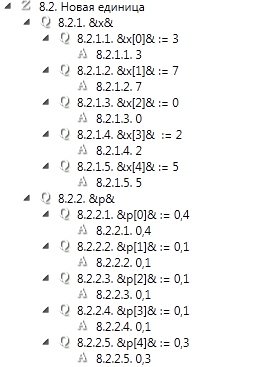 8.2. Новая единица
8.2.1. &x&
8.2.1.1. &x[0]& := 3
8.2.1.1. 3
8.2.1.2. &x[1]& := 7
8.2.1.2. 7
8.2.1.3. &x[2]& := 0
8.2.1.3. 0
8.2.1.4. &x[3]& := 2
8.2.1.4. 2
8.2.1.5. &x[4]& := 5
8.2.1.5. 5
8.2.2. &p&
8.2.2.1. &p[0]& := 0,4
8.2.2.1. 0,4
8.2.2.2. &p[1]& := 0,1
8.2.2.2. 0,1
8.2.2.3. &p[2]& := 0,1
8.2.2.3. 0,1
8.2.2.4. &p[3]& := 0,1
8.2.2.4. 0,1
8.2.2.5. &p[4]& := 0,3
8.2.2.5. 0,3